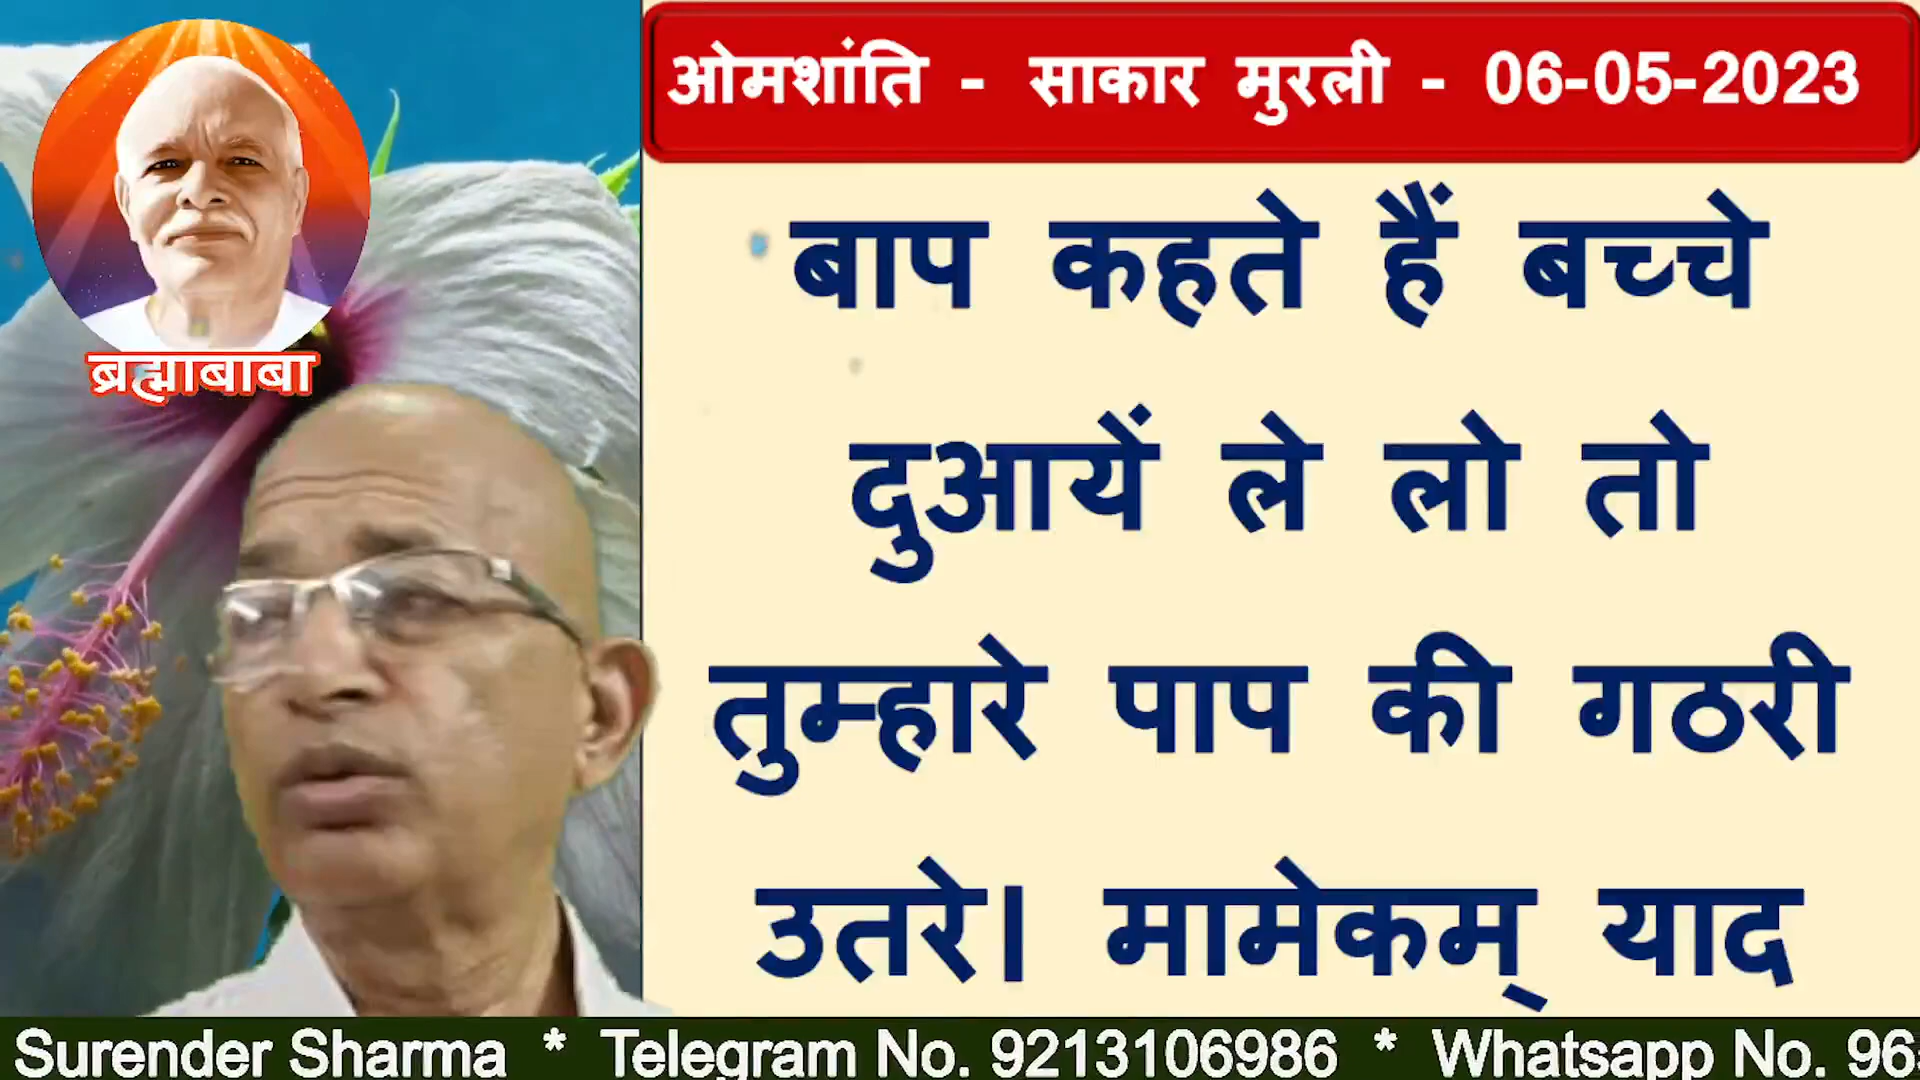 ओमशांति - साकार मुरली - 06-05-2023
ब्रह्माबाबा
बाप कहते हैं बच्चे
दुआयें ले लो तो
तुम्हारे पाप की गठरी
उतरे। मामेकम् याद
Surender Sharma * Telegram No. 9213106986 * Whatsapp No. 96